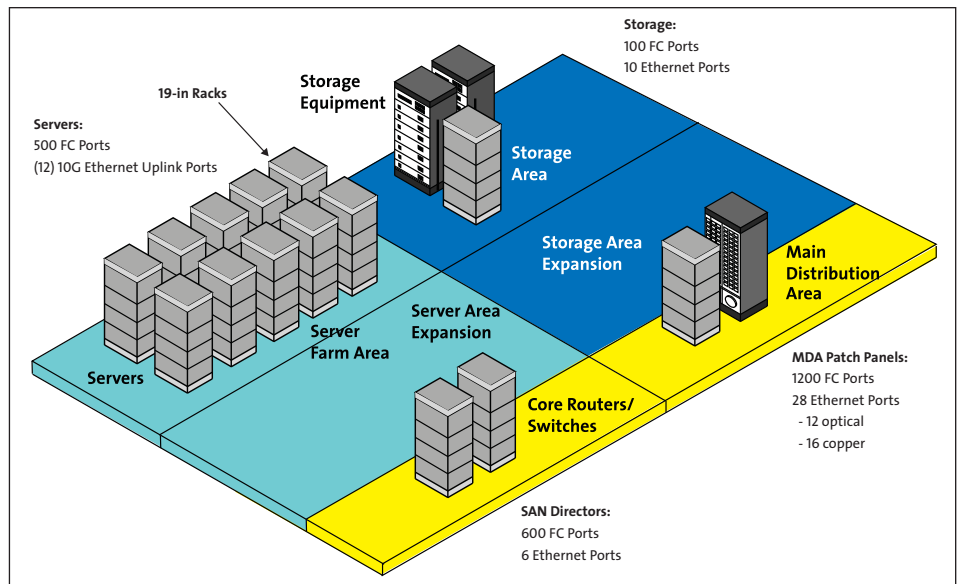 Storage:
100 FC Ports
10 Ethernet Ports
Storage
Equipment
19-in Racks
Servers:
500 FC Ports
(12) 10G Ethernet Uplink Ports
Storage
Area
Storage Area
Expansion
Main
Distribution
Area
Server Area
Expansion
Server
Farm Area
Servers
MDA Patch Panels:
1200 FC Ports
28 Ethernet Ports
- 12 optical
- 16 copper
Core Routers/
Switches
SAN Directors:
600 FC Ports
6 Ethernet Ports